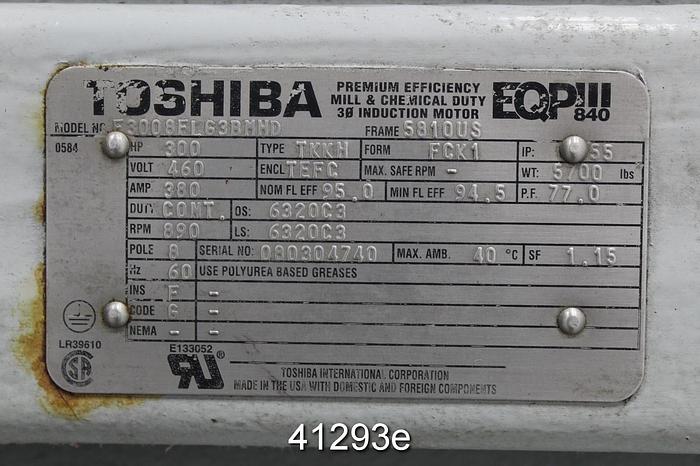 TOSHIBA PREMIUM EFFICIENCY MILL & CHEMICAL DUTY 3Ø INDUCTION MOTOR EQPIII 840
MODEL NO. FRAME 5810US
0584 HP 300 TYPE TKKH FORM FCK1 IP: 55
VOLT 460 ENCL TEFC MAX. SAFE RPM - WT: 5700 lbs
AMP 380 NOM FL EFF 95.0 MIN FL EFF 94.5 P.F. 77.0
DUTY CONT. OS: 6320C3
RPM 890 LS: 6320C3
POLE 8 SERIAL NO: 080304740 MAX. AMB. 40 °C SF 1.15
Hz 60 USE POLYUREA BASED GREASES
INS F -
CODE G -
NEMA - -
LR39610 E133052
TOSHIBA INTERNATIONAL CORPORATION
MADE IN THE USA WITH DOMESTIC AND FOREIGN COMPONENTS
41293e